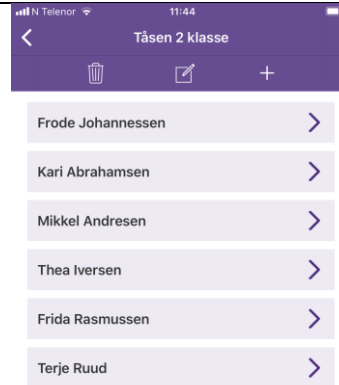 N Telenor 11:44
Tåsen 2 klasse
Frode Johannessen
Kari Abrahamsen
Mikkel Andresen
Thea Iversen
Frida Rasmussen
Terje Ruud